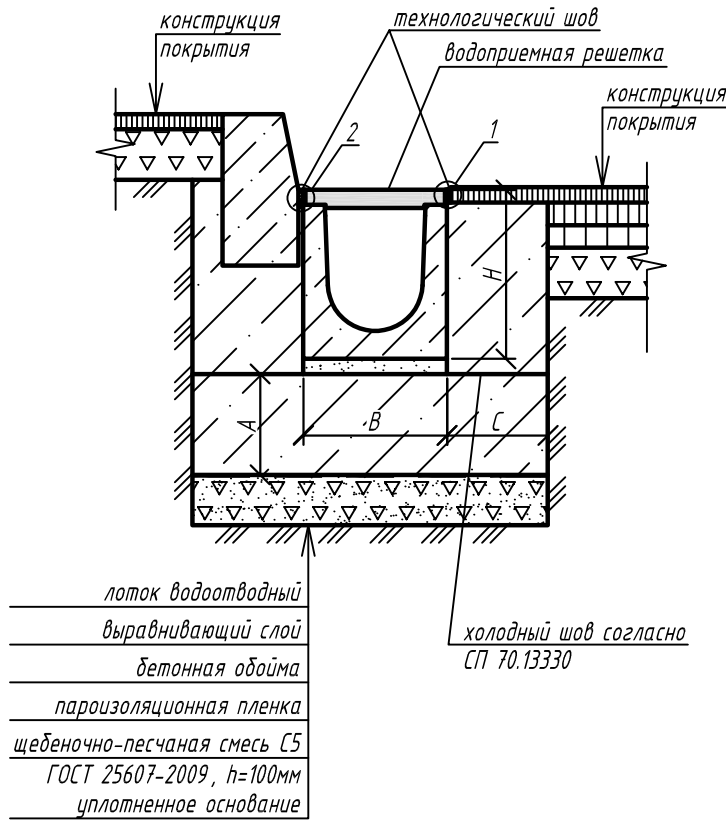 конструкция
покрытия
технологический шов
водоприемная решетка
конструкция
покрытия
2
1
H
A
B
C
лоток водоотводный
выравнивающий слой
бетонная обойма
пароизоляционная пленка
щебеночно-песчаная смесь С5
ГОСТ 25607-2009, h=100мм
уплотненное основание
холодный шов согласно
СП 70.13330